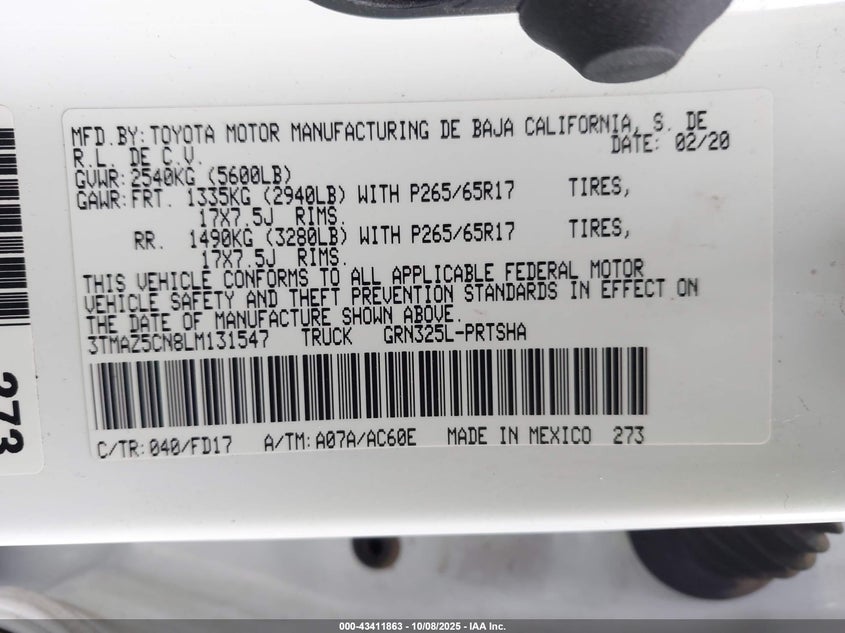 MFD.BY:TOYOTA MOTOR MANUFACTURING DE BAJA CALIFORNIA, S. DE
R.L. DE C.V. DATE: 02/20
GVWR:2540KG (5600LB)
GAWR:FRT. 1335KG (2940LB) WITH P265/65R17 TIRES,
17X7.5J RIMS.
RR. 1490KG (3280LB) WITH P265/65R17 TIRES,
17X7.5J RIMS.
THIS VEHICLE CONFORMS TO ALL APPLICABLE FEDERAL MOTOR
VEHICLE SAFETY AND THEFT PREVENTION STANDARDS IN EFFECT ON
THE DATE OF MANUFACTURE SHOWN ABOVE.
3TMAZ5CN8LM131547 TRUCK GRN325L-PRTSHA
C/TR:040/FD17 A/TM:A07A/AC60E MADE IN MEXICO 273
273
000-43411863 - 10/08/2025 - IAA Inc.